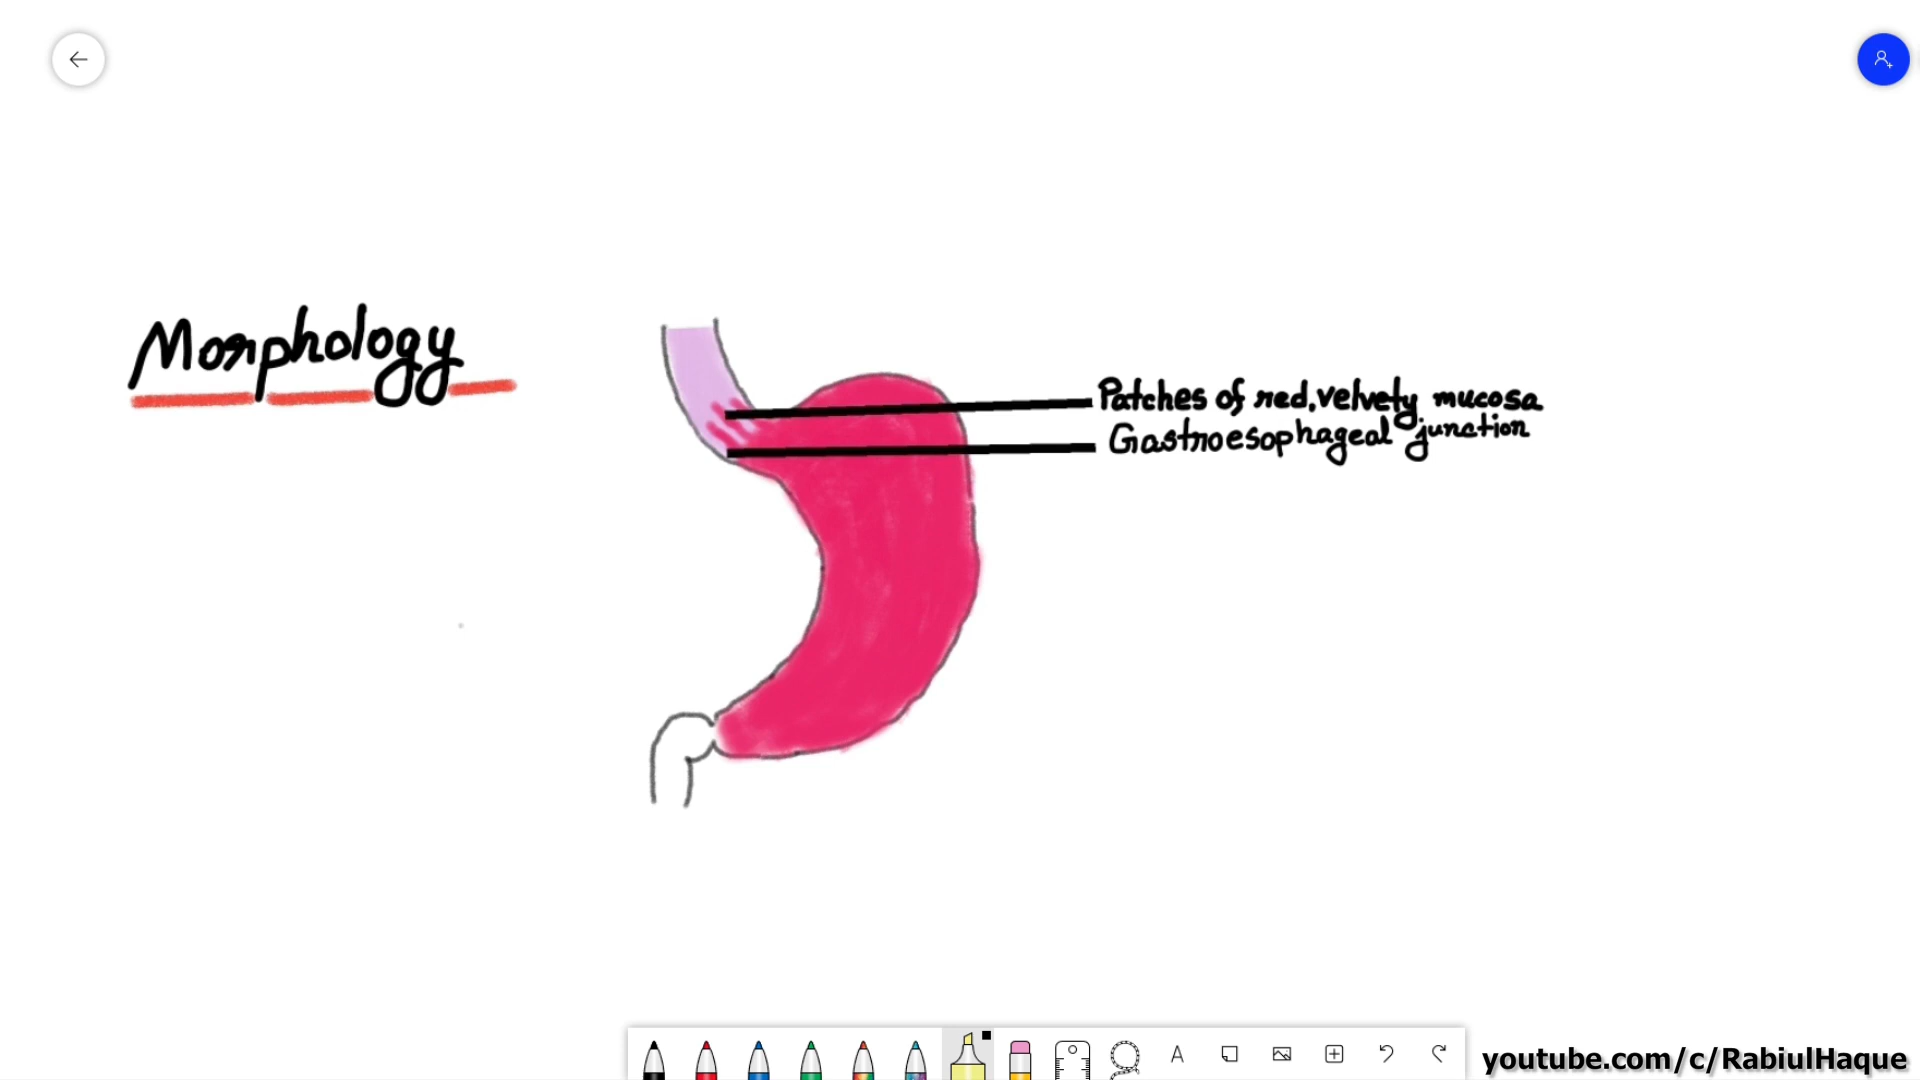 Morphology
Patches of red, velvety mucosa
Gastroesophageal junction
A
youtube.com/c/RabiulHaque